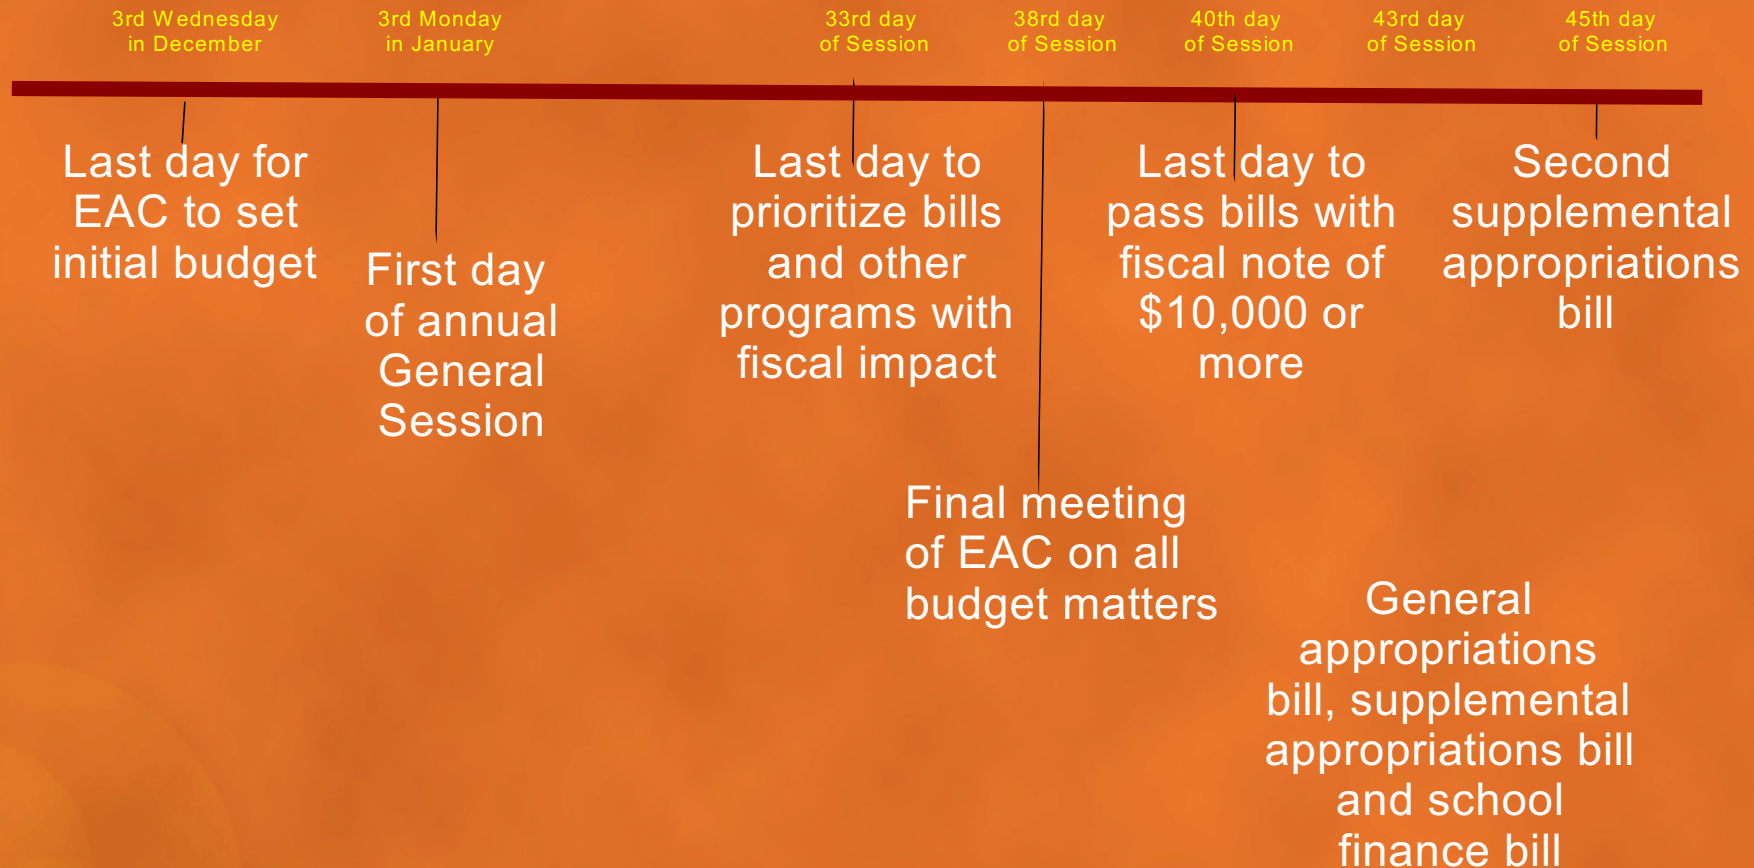 3rd Wednesday
in December
3rd Monday
in January
33rd day
of Session
38rd day
of Session
40th day
of Session
43rd day
of Session
45th day
of Session
Last day for
EAC to set
initial budget
First day
of annual
General
Session
Last day to
prioritize bills
and other
programs with
fiscal impact
Final meeting
of EAC on all
budget matters
Last day to
pass bills with
fiscal note of
$10,000 or
more
General
appropriations
bill, supplemental
appropriations bill
and school
finance bill
Second
supplemental
appropriations
bill